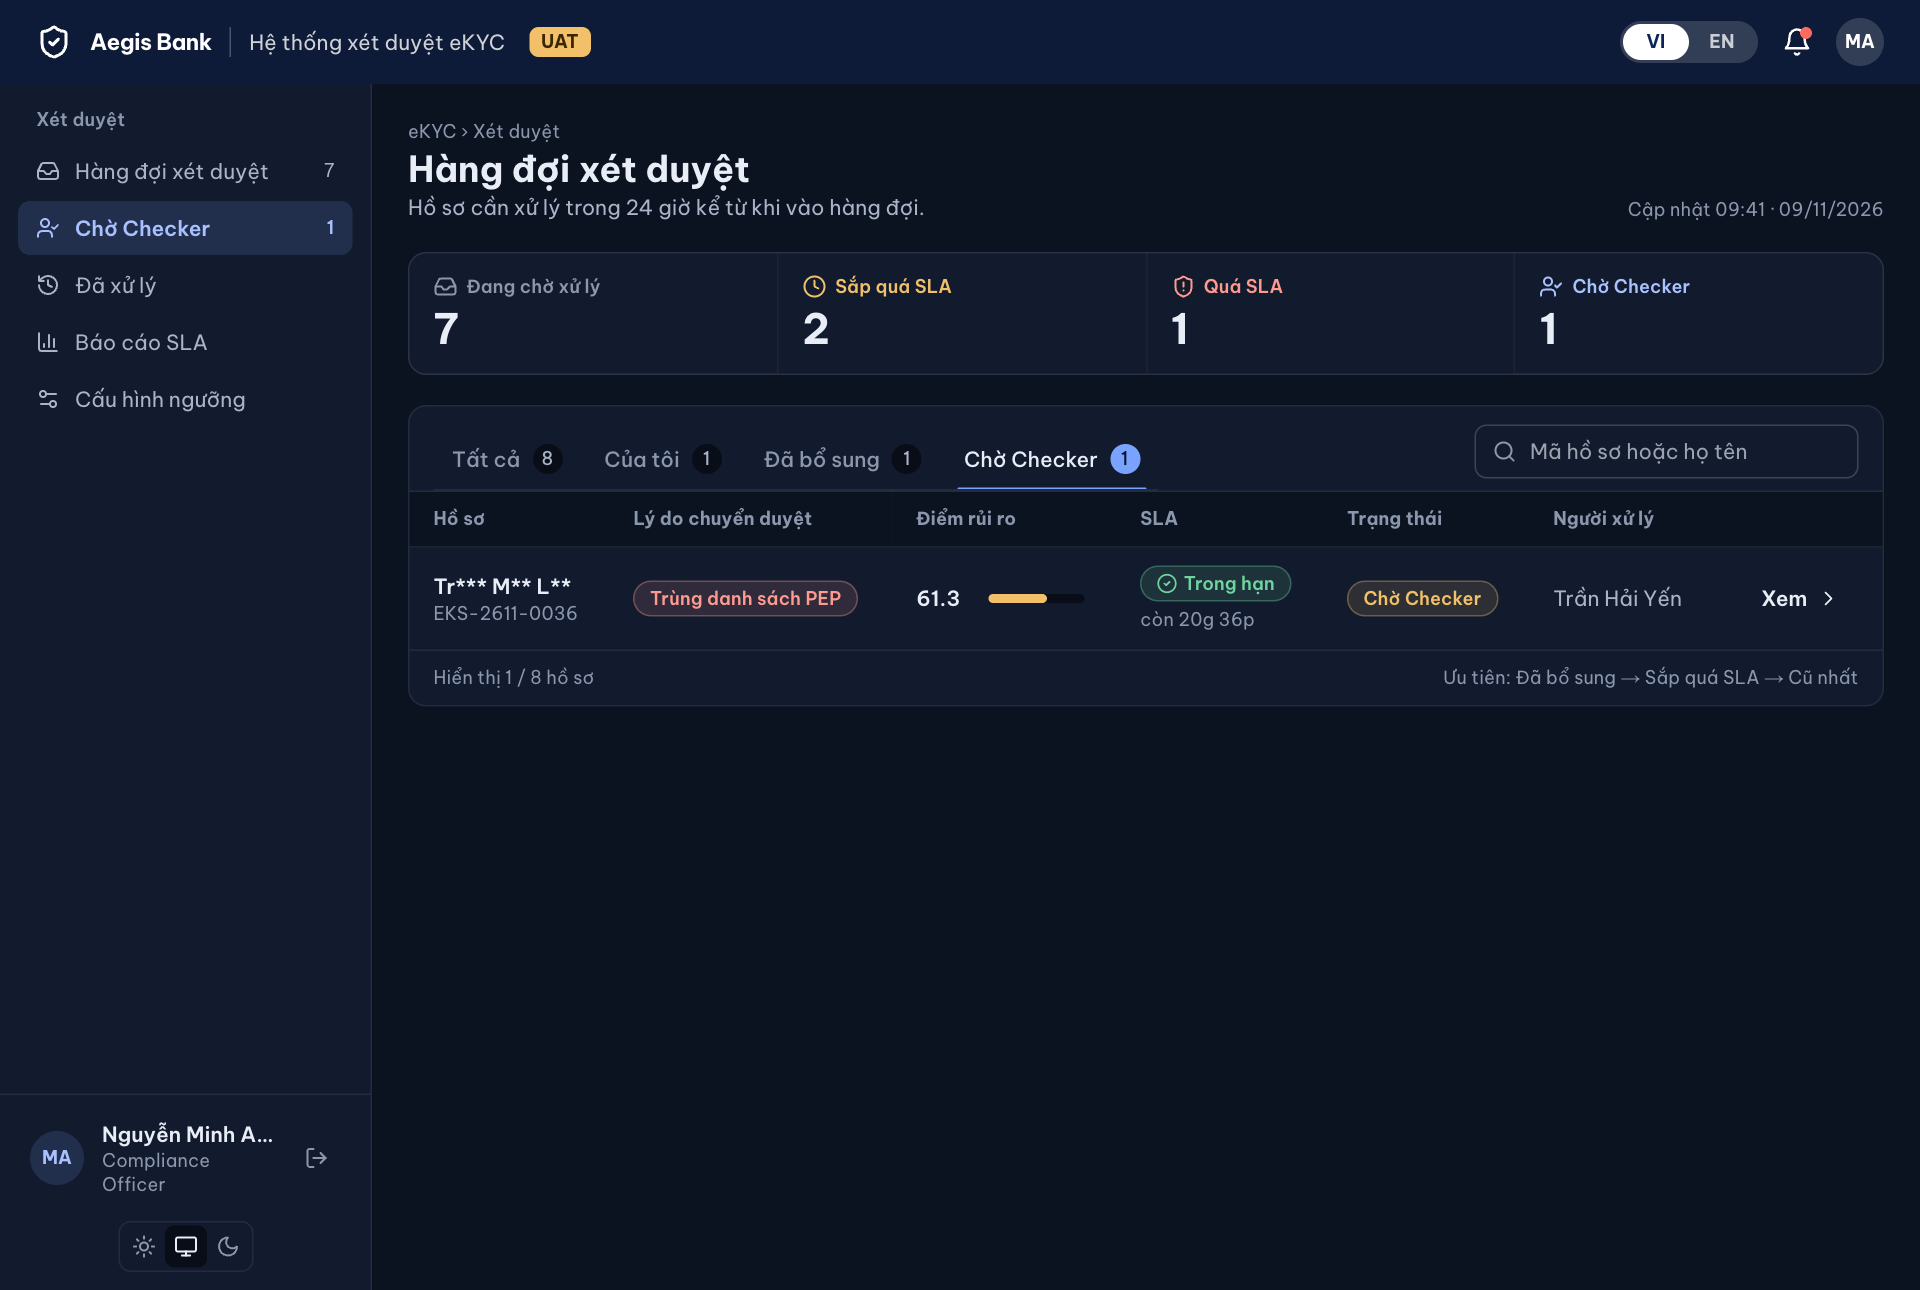 Aegis Bank
Hệ thống xét duyệt eKYC
UAT
VI
EN
MA
Xét duyệt
Hàng đợi xét duyệt 7
Chờ Checker 1
Đã xử lý
Báo cáo SLA
Cấu hình ngưỡng
eKYC › Xét duyệt
Hàng đợi xét duyệt
Hồ sơ cần xử lý trong 24 giờ kể từ khi vào hàng đợi.
Cập nhật 09:41 · 09/11/2026
Đang chờ xử lý
7
Sắp quá SLA
2
Quá SLA
1
Chờ Checker
1
Tất cả 8
Của tôi 1
Đã bổ sung 1
Chờ Checker 1
Mã hồ sơ hoặc họ tên
Hồ sơ
Lý do chuyển duyệt
Điểm rủi ro
SLA
Trạng thái
Người xử lý
Tr*** M** L**
EKS-2611-0036
Trùng danh sách PEP
61.3
Trong hạn
còn 20g 36p
Chờ Checker
Trần Hải Yến
Xem
Hiển thị 1 / 8 hồ sơ
Ưu tiên: Đã bổ sung → Sắp quá SLA → Cũ nhất
MA
Nguyễn Minh A...
Compliance
Officer